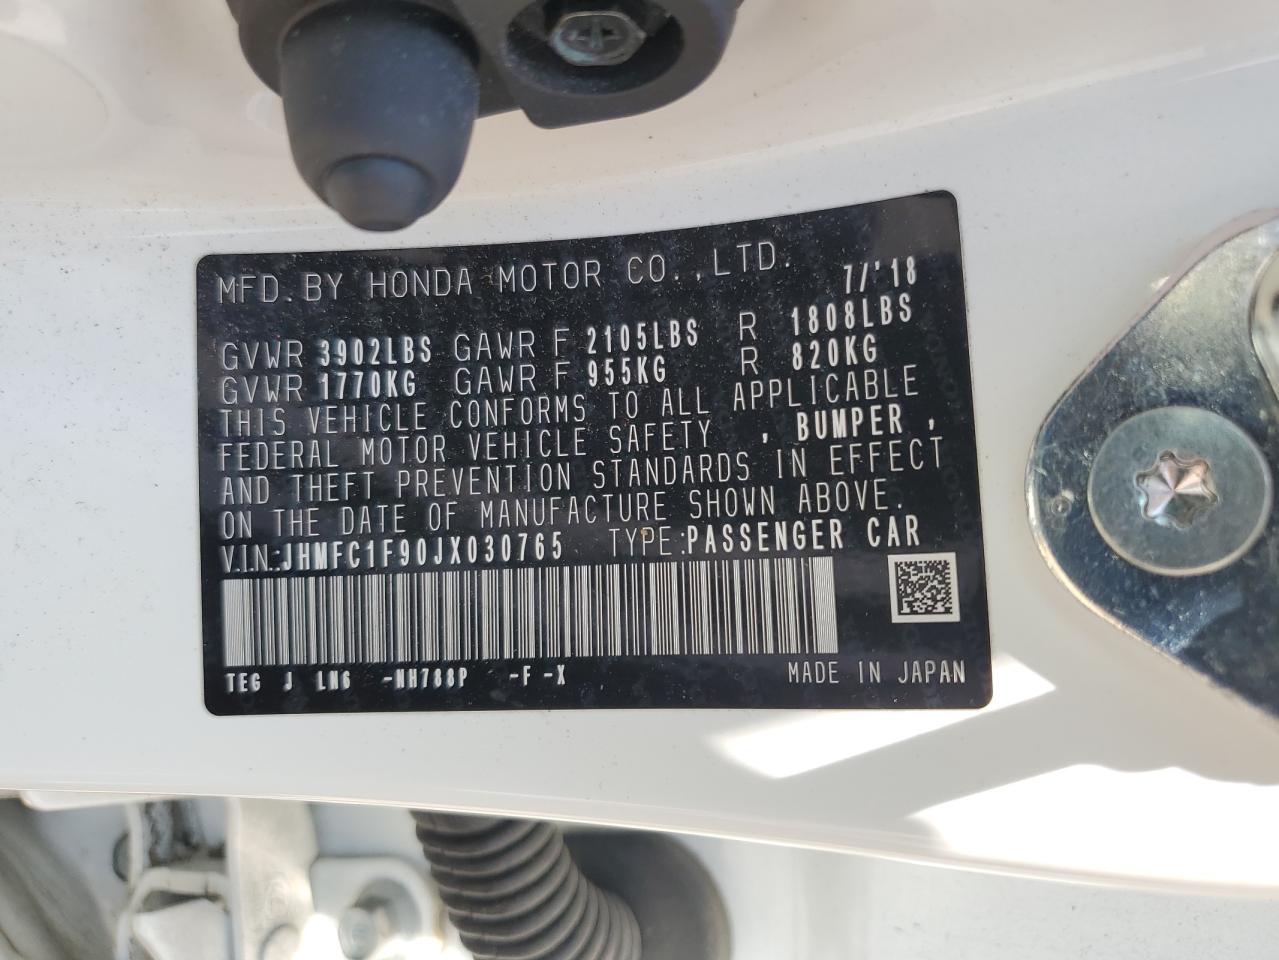 MFD. BY HONDA MOTOR CO.,LTD. 7/'18
GVWR 3902LBS GAWR F 2105LBS R 1808LBS
GVWR 1770KG GAWR F 955KG R 820KG
THIS VEHICLE CONFORMS TO ALL APPLICABLE
FEDERAL MOTOR VEHICLE SAFETY , BUMPER ,
AND THEFT PREVENTION STANDARDS IN EFFECT
ON THE DATE OF MANUFACTURE SHOWN ABOVE.
V.I.N.:JHMFC1F90JX030765 TYPE:PASSENGER CAR
TEG J LNG -NH788P -F -X MADE IN JAPAN